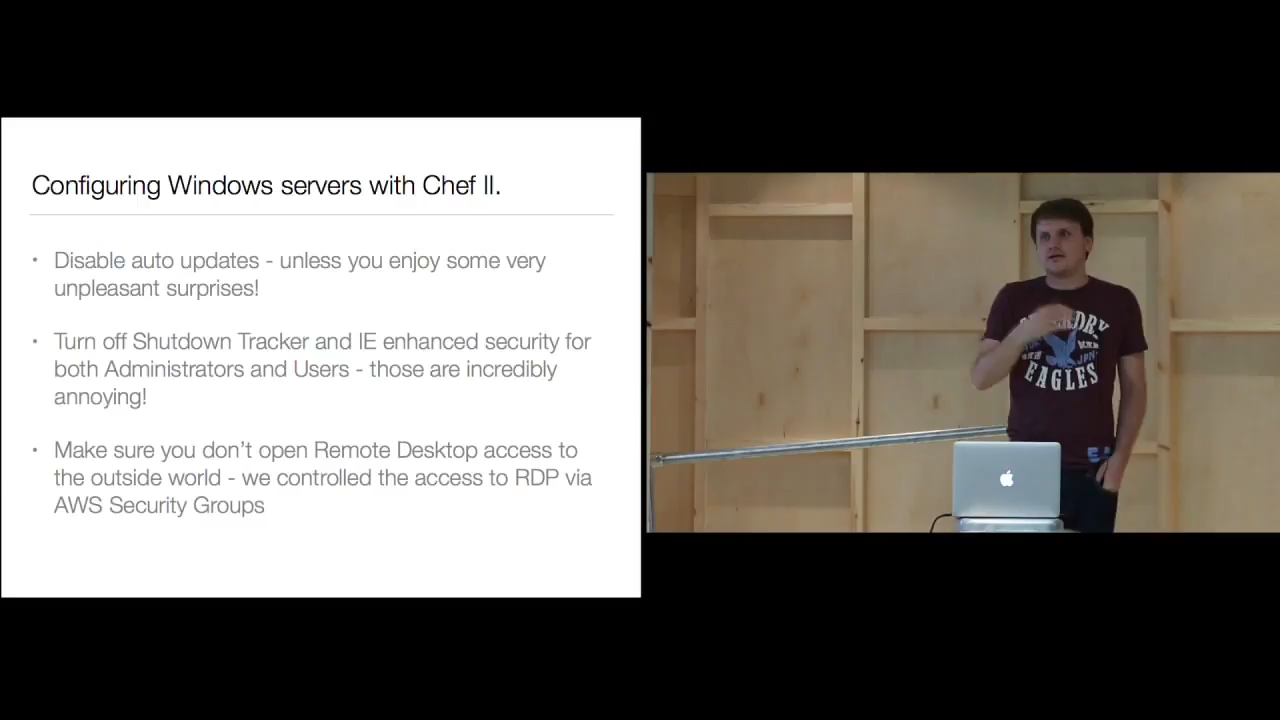 Configuring Windows servers with Chef II.
• Disable auto updates - unless you enjoy some very
unpleasant surprises!
• Turn off Shutdown Tracker and IE enhanced security for
both Administrators and Users - those are incredibly
annoying!
• Make sure you don’t open Remote Desktop access to
the outside world - we controlled the access to RDP via
AWS Security Groups
EAGLES